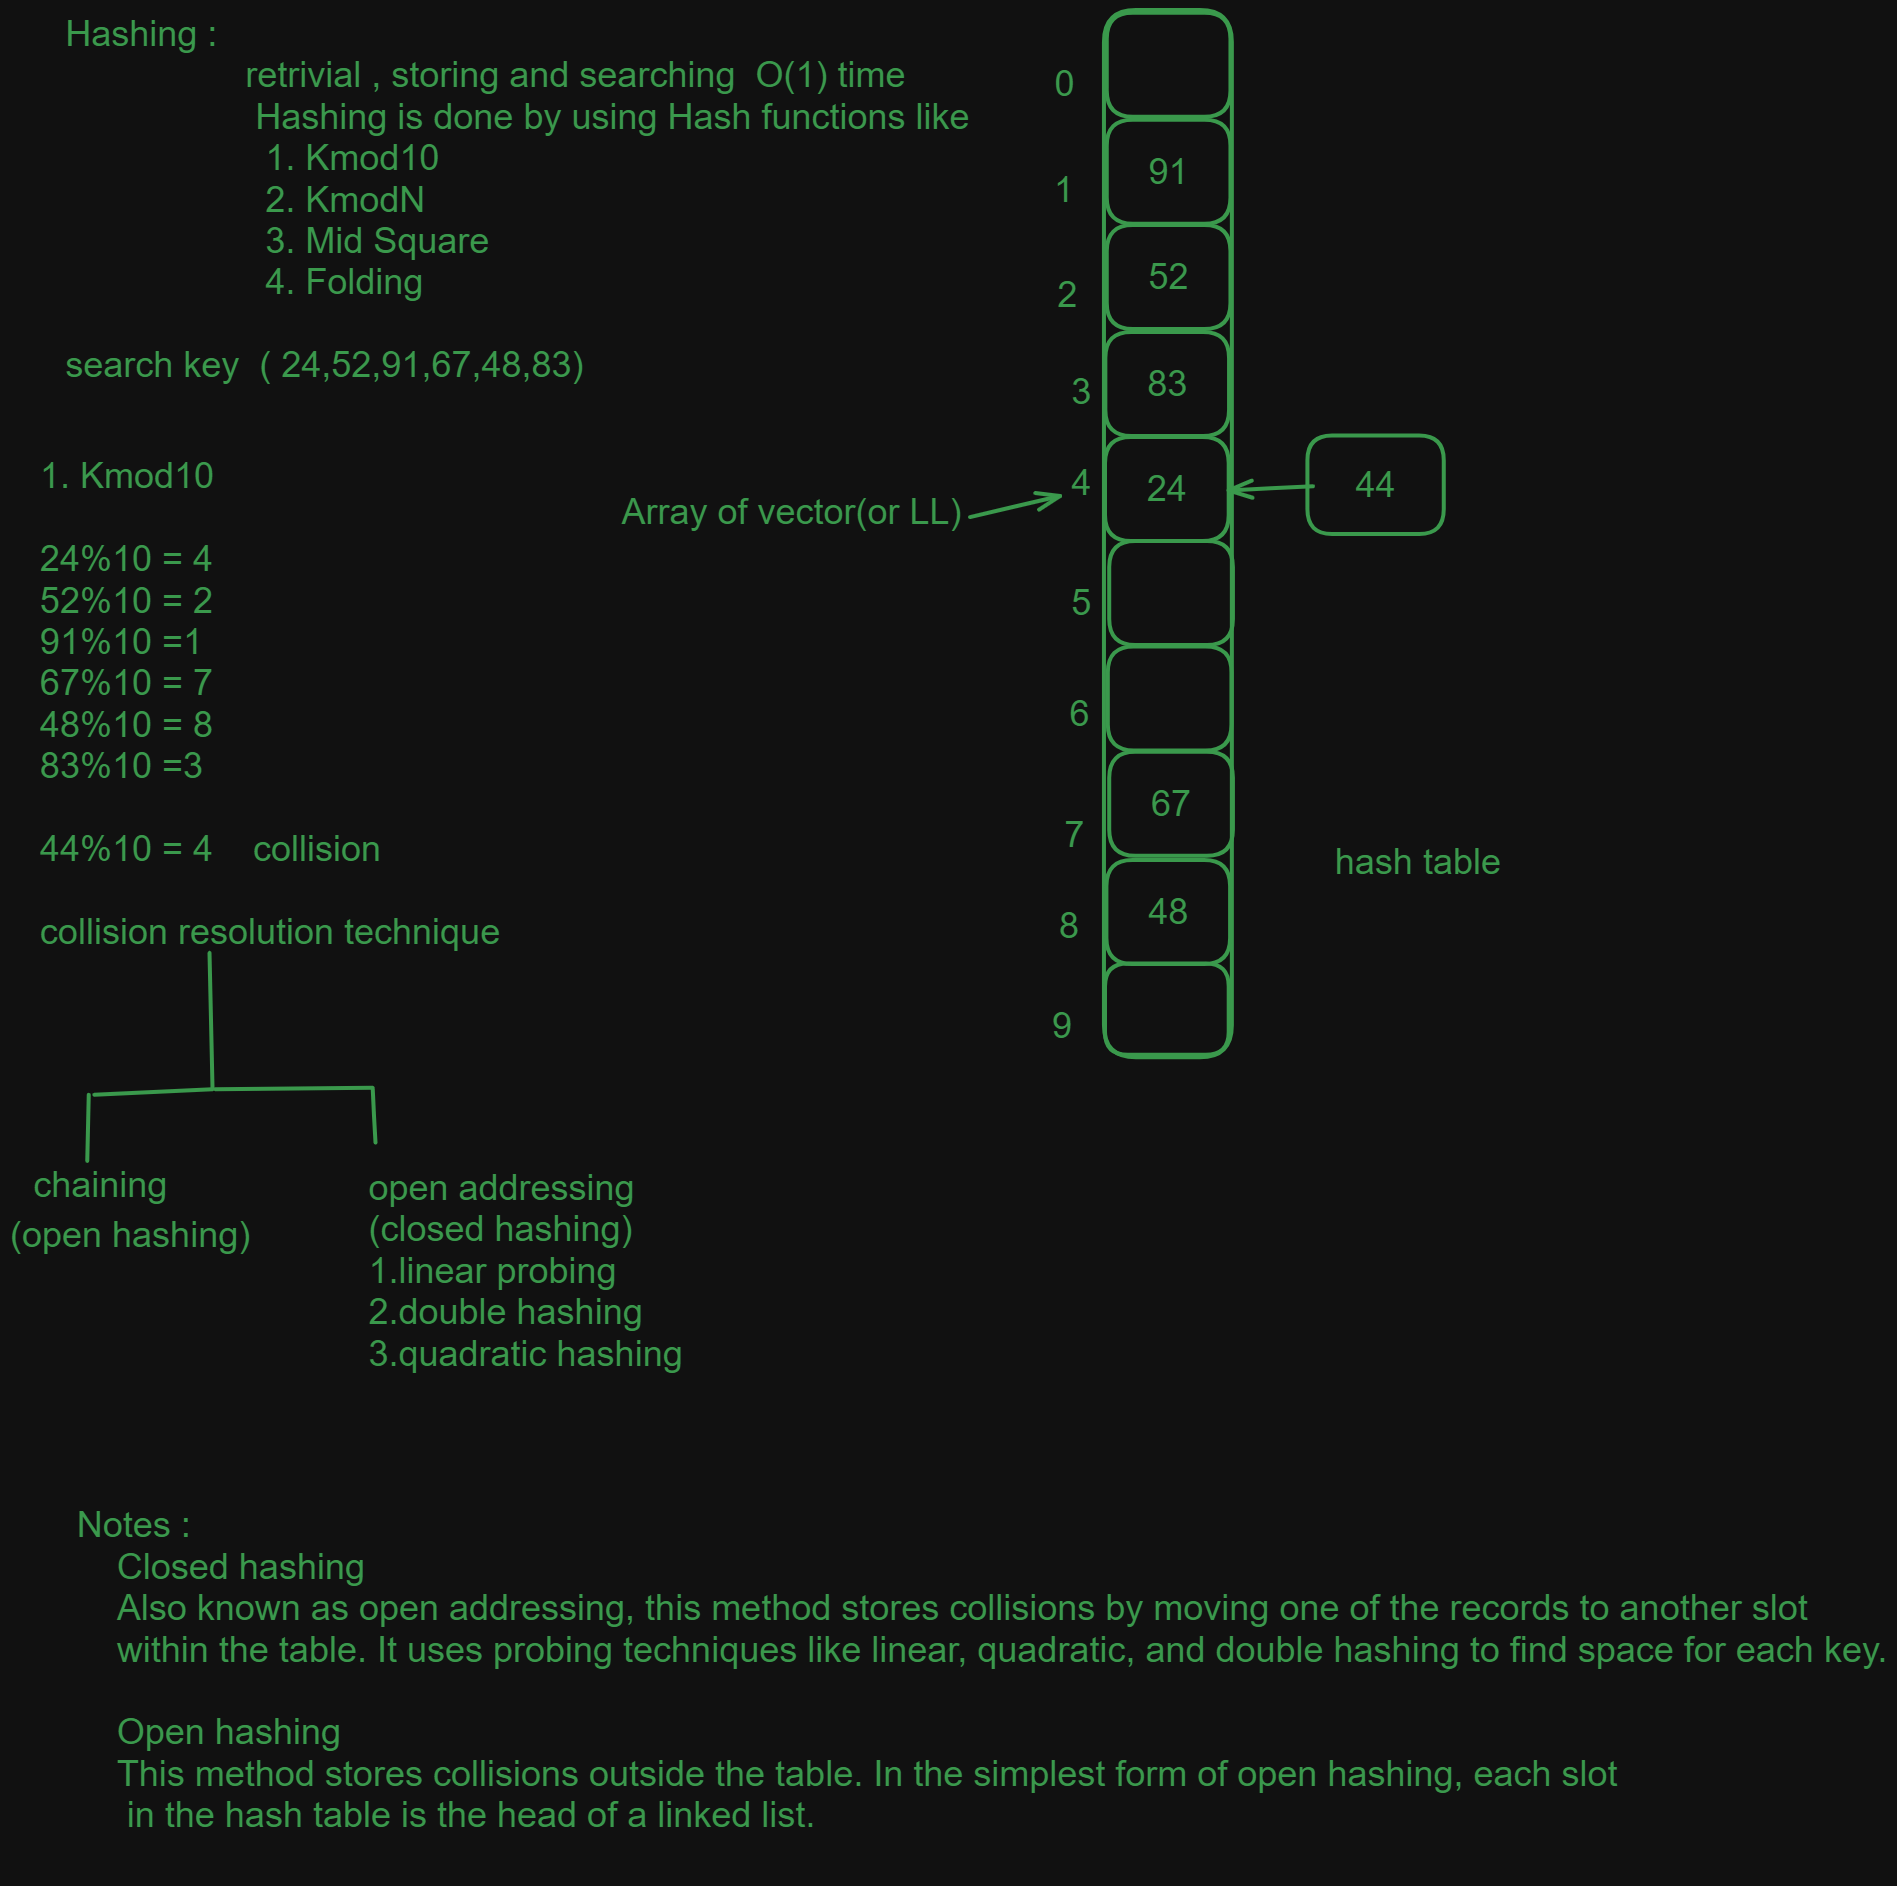 Hashing :
retrivial , storing and searching  O(1) time
Hashing is done by using Hash functions like
1. Kmod10
2. KmodN
3. Mid Square
4. Folding
search key  ( 24,52,91,67,48,83)
1. Kmod10
24%10 = 4
52%10 = 2
91%10 =1
67%10 = 7
48%10 = 8
83%10 =3
44%10 = 4    collision
collision resolution technique
chaining
(open hashing)
open addressing
(closed hashing)
1.linear probing
2.double hashing
3.quadratic hashing
Array of vector(or LL)
0
1 91
2 52
3 83
4 24 44
5
6
7 67
8 48
9
hash table
Notes :
Closed hashing
Also known as open addressing, this method stores collisions by moving one of the records to another slot
within the table. It uses probing techniques like linear, quadratic, and double hashing to find space for each key.
Open hashing
This method stores collisions outside the table. In the simplest form of open hashing, each slot
in the hash table is the head of a linked list.